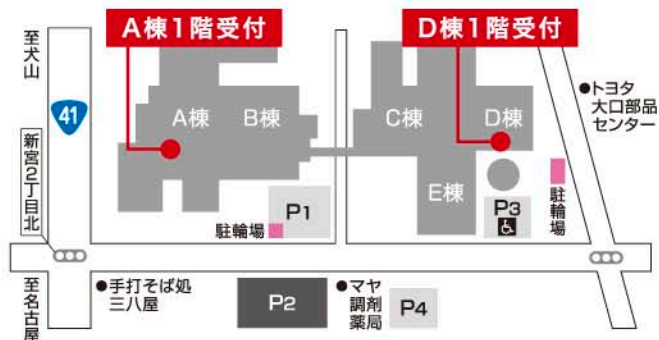 A棟1階受付
D棟1階受付
至犬山
41
新宮2丁目北
至名古屋
A棟
B棟
C棟
D棟
E棟
●トヨタ
大口部品
センター
P1
駐輪場
P3
駐輪場
●手打そば処
三八屋
P2
●マヤ
調剤
薬局
P4